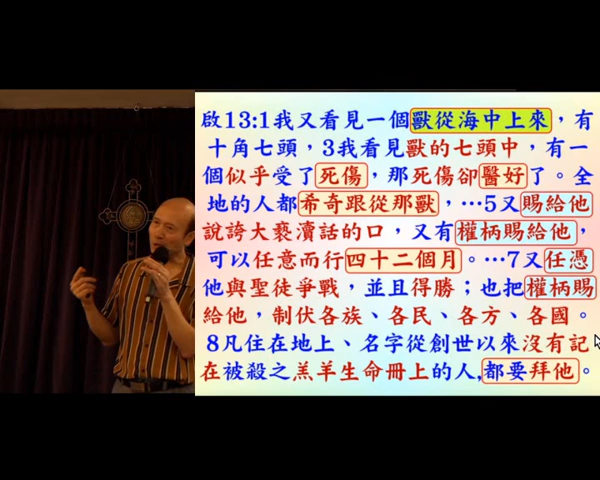 啟13:1我又看見一個獸從海中上來，有
十角七頭，3我看見獸的七頭中，有一
個似乎受了死傷，那死傷卻醫好了。全
地的人都希奇跟從那獸，…5又賜給他
說誇大褻瀆話的口，又有權柄賜給他，
可以任意而行四十二個月。…7又任憑
他與聖徒爭戰，並且得勝；也把權柄賜
給他，制伏各族、各民、各方、各國。
8凡住在地上、名字從創世以來沒有記
在被殺之羔羊生命冊上的人,都要拜他。